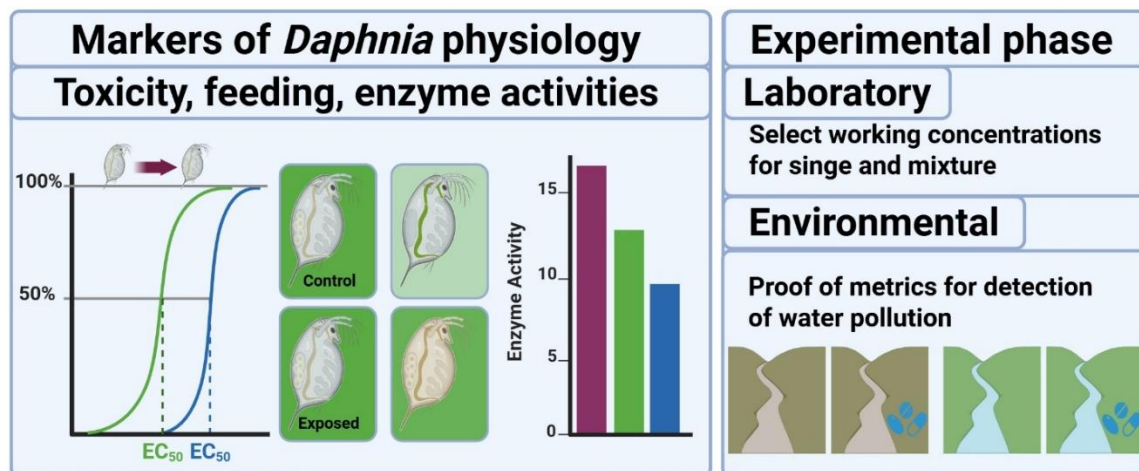 Markers of Daphnia physiology
Toxicity, feeding, enzyme activities
100%
50%
EC₅₀ EC₅₀
Control
Exposed
Enzyme Activity
15
10
5
0
Experimental phase
Laboratory
Select working concentrations
for singe and mixture
Environmental
Proof of metrics for detection
of water pollution